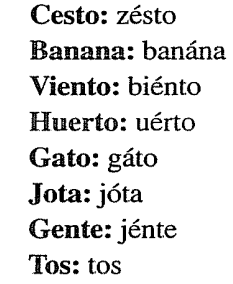 Cesto: zésto
Banana: banána
Viento: biénto
Huerto: uérto
Gato: gáto
Jota: jóta
Gente: jénte
Tos: tos